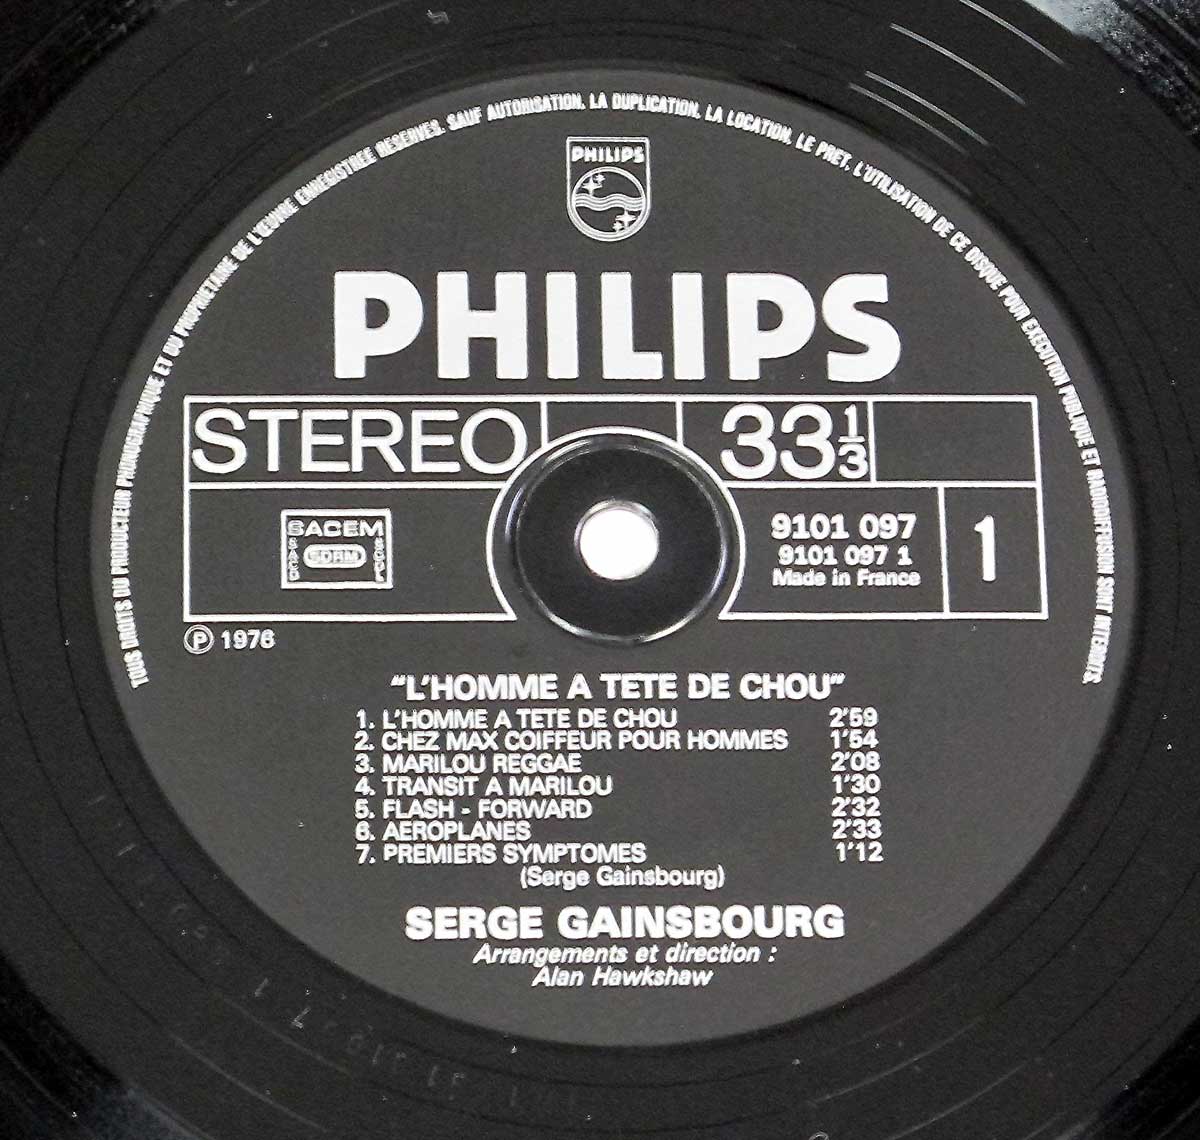 TOUS DROITS DU PRODUCTEUR PHONOGRAPHIQUE ET DU PROPRIETAIRE DE L'ŒUVRE ENREGISTREE RESERVES. SAUF AUTORISATION, LA DUPLICATION, LA LOCATION, LE PRET, L'UTILISATION DE CE DISQUE POUR EXECUTION PUBLIQUE ET RADIODIFFUSION SONT INTERDITS.
PHILIPS
PHILIPS
STEREO 33 1/3
SACEM
SACD SDRM SGDL
9101 097
9101 097 1
Made in France
1
℗ 1976
"L'HOMME A TETE DE CHOU"
1. L'HOMME A TETE DE CHOU 2'59
2. CHEZ MAX COIFFEUR POUR HOMMES 1'54
3. MARILOU REGGAE 2'08
4. TRANSIT A MARILOU 1'30
5. FLASH - FORWARD 2'32
6. AEROPLANES 2'33
7. PREMIERS SYMPTOMES 1'12
(Serge Gainsbourg)
SERGE GAINSBOURG
Arrangements et direction :
Alan Hawkshaw